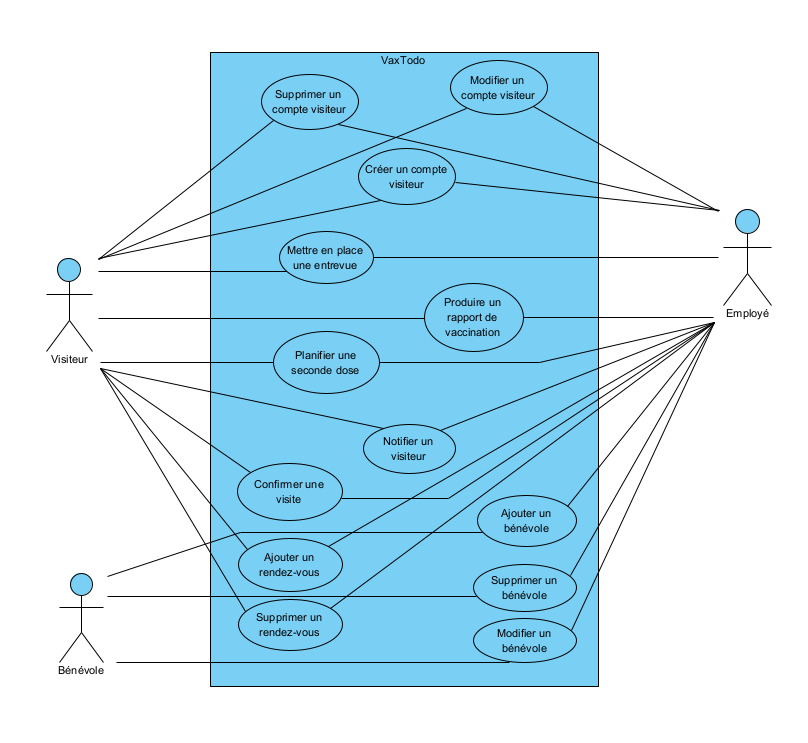 VaxTodo
Supprimer un
compte visiteur
Modifier un
compte visiteur
Créer un compte
visiteur
Mettre en place
une entrevue
Produire un
rapport de
vaccination
Employé
Visiteur
Planifier une
seconde dose
Notifier un
visiteur
Confirmer une
visite
Ajouter un
bénévole
Ajouter un
rendez-vous
Supprimer un
bénévole
Supprimer un
rendez-vous
Modifier un
bénévole
Bénévole